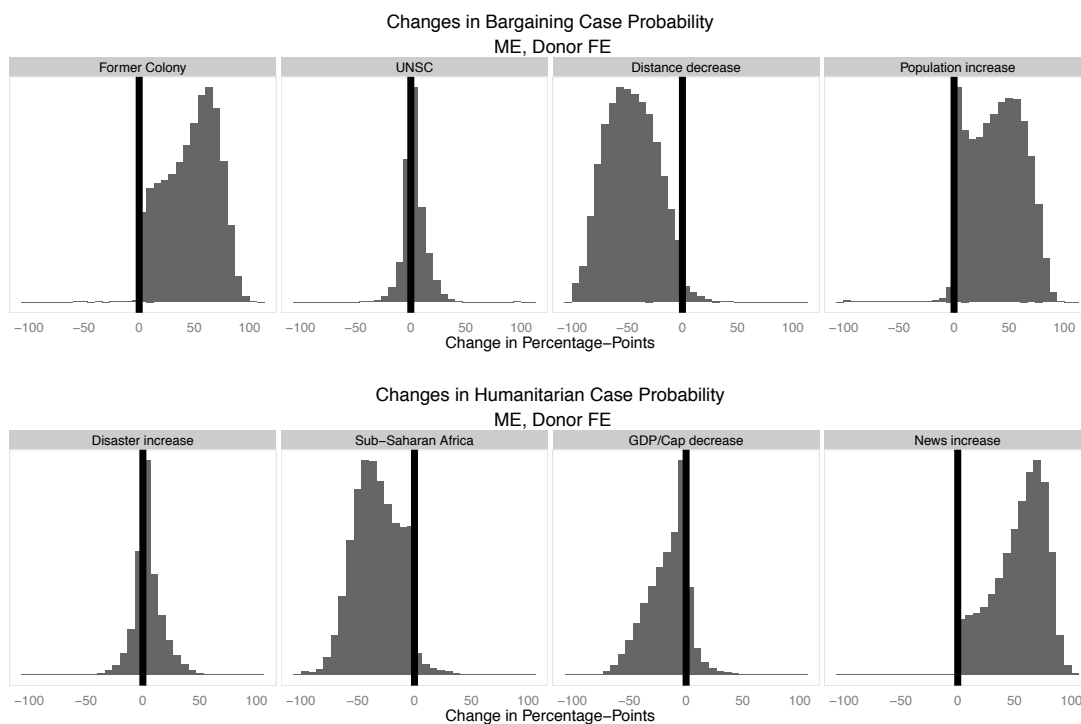 Changes in Bargaining Case Probability
ME, Donor FE
Former Colony UNSC Distance decrease Population increase
−100 −50 0 50 100 −100 −50 0 50 100 −100 −50 0 50 100 −100 −50 0 50 100
Change in Percentage−Points
Changes in Humanitarian Case Probability
ME, Donor FE
Disaster increase Sub−Saharan Africa GDP/Cap decrease News increase
−100 −50 0 50 100 −100 −50 0 50 100 −100 −50 0 50 100 −100 −50 0 50 100
Change in Percentage−Points